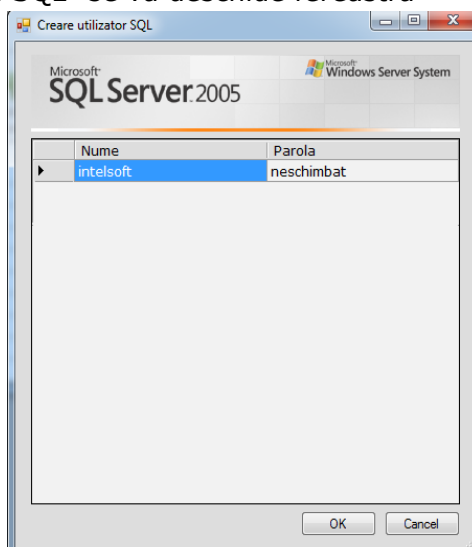 SQL" se va deschide fereastra
Creare utilizator SQL
Microsoft
SQL Server 2005
Microsoft
Windows Server System
Nume Parola
intelsoft neschimbat
OK Cancel